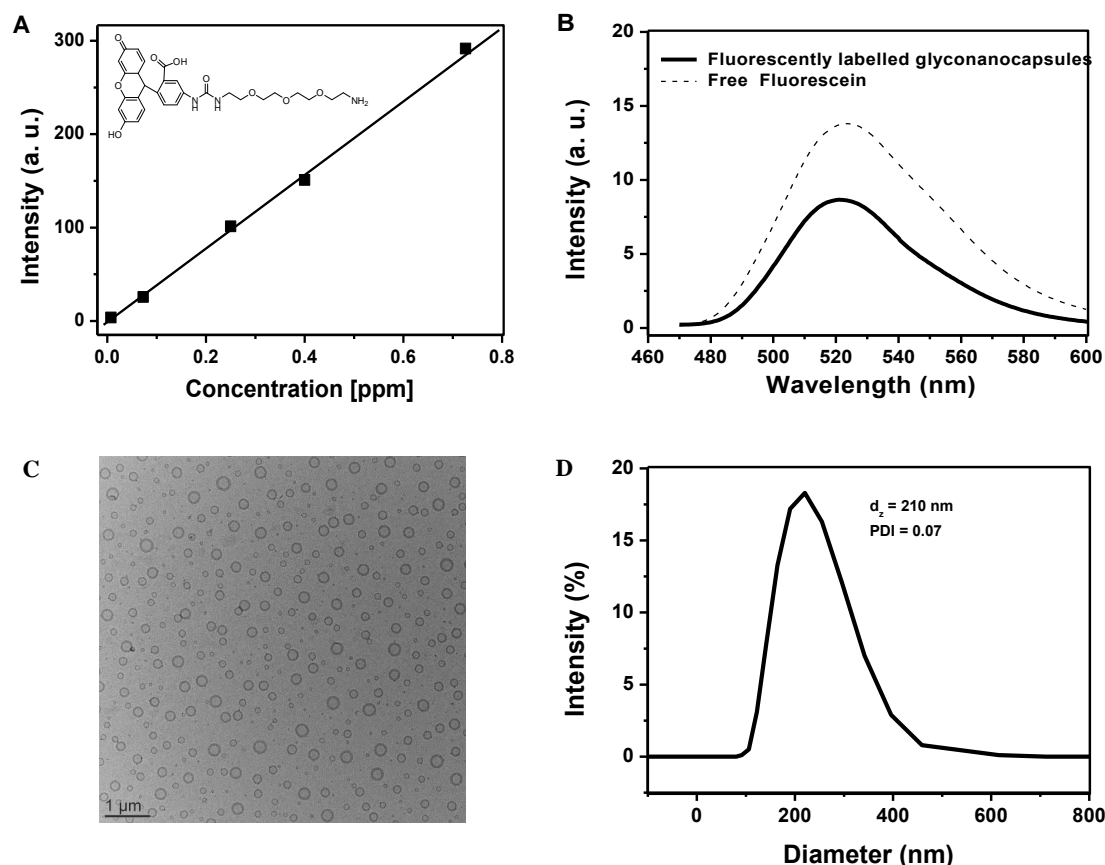 A
Intensity (a. u.)
300
200
100
0
0.0 0.2 0.4 0.6 0.8
Concentration [ppm]
O
O
OH
O
O
N
H
N
H
O
O
O
NH2
HO
B
Intensity (a. u.)
20
15
10
5
0
Fluorescently labelled glyconanocapsules
Free Fluorescein
460 480 500 520 540 560 580 600
Wavelength (nm)
C
1 µm
D
Intensity (%)
20
15
10
5
0
dz = 210 nm
PDI = 0.07
0 200 400 600 800
Diameter (nm)